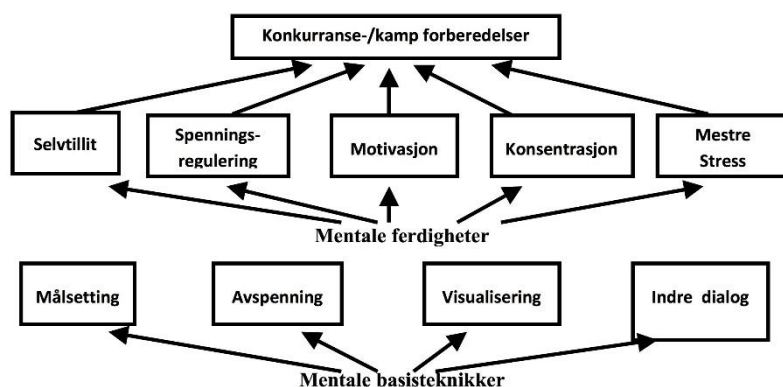 Konkurranse-/kamp forberedelser
Selvtillit
Spennings-
regulering
Motivasjon
Konsentrasjon
Mestre
Stress
Mentale ferdigheter
Målsetting
Avspenning
Visualisering
Indre dialog
Mentale basisteknikker